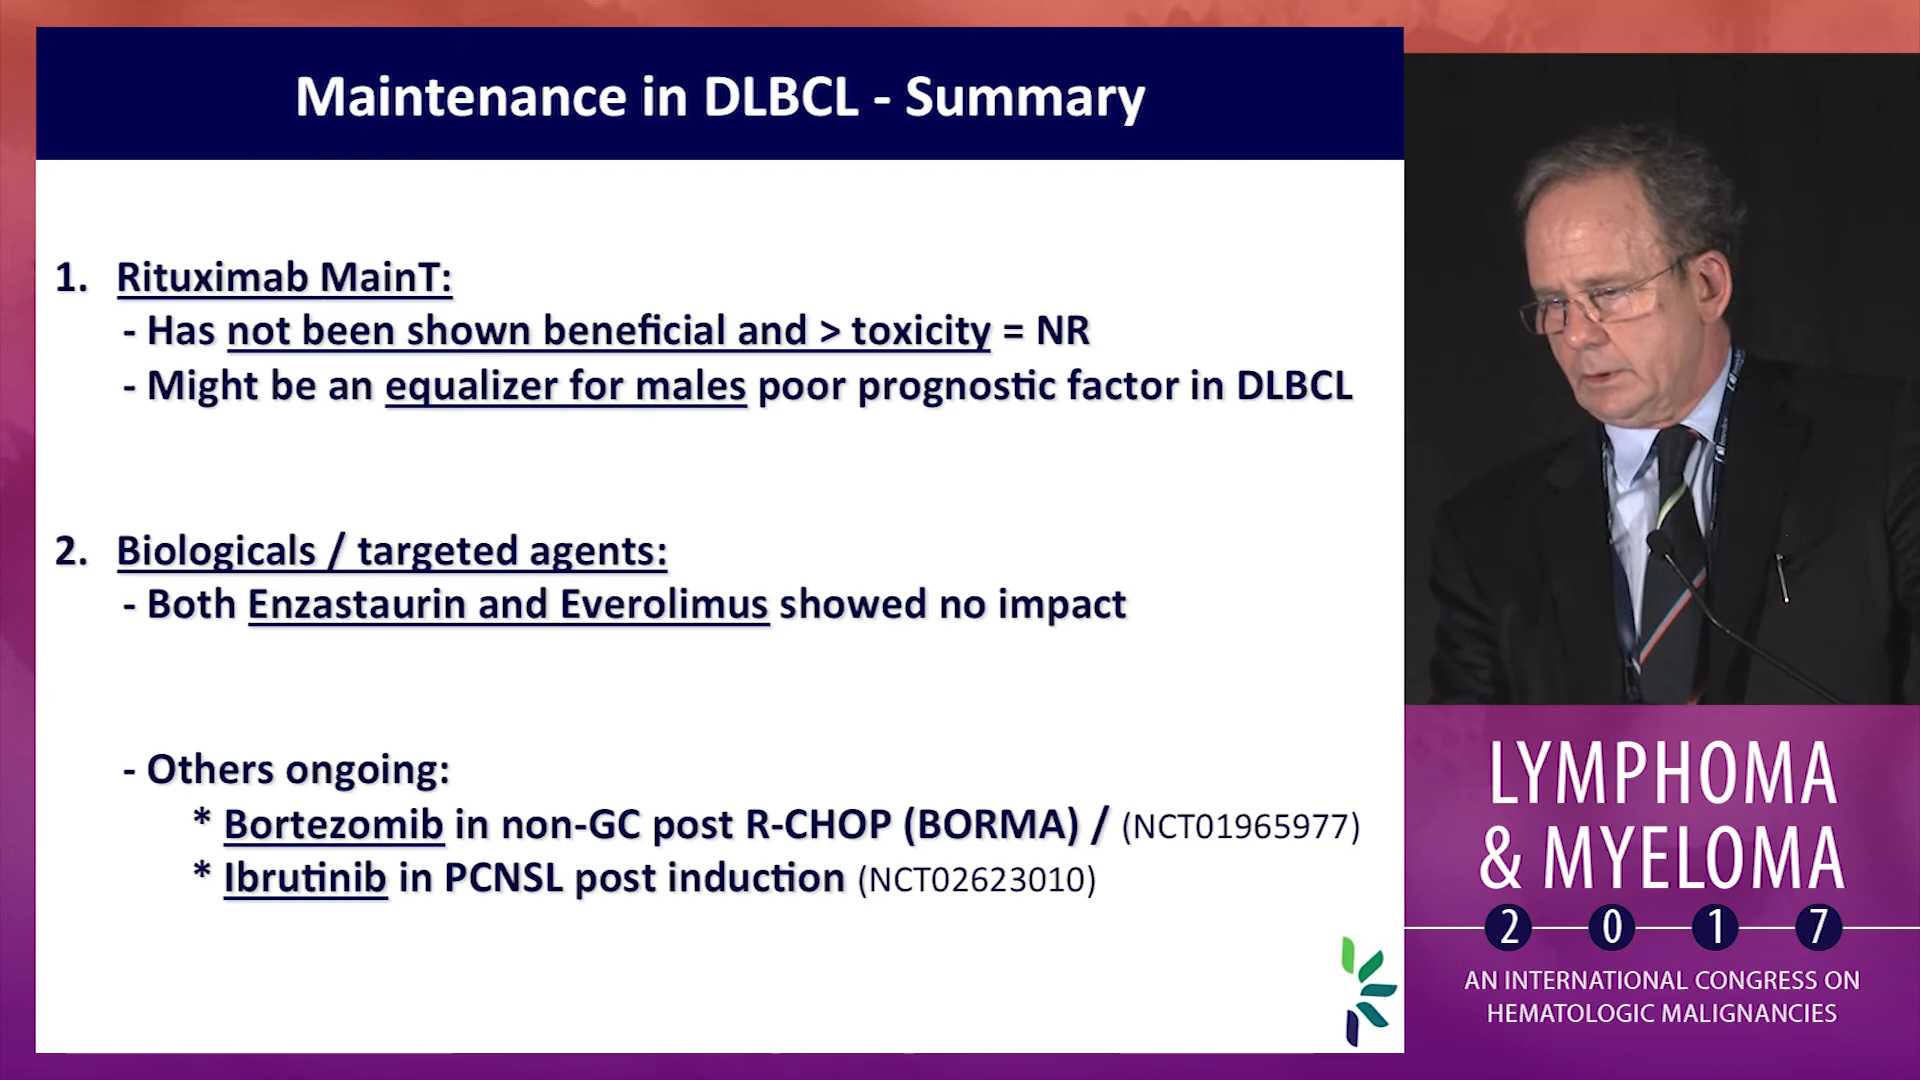 Maintenance in DLBCL - Summary
1. Rituximab MainT:
- Has not been shown beneficial and > toxicity = NR
- Might be an equalizer for males poor prognostic factor in DLBCL
2. Biologicals / targeted agents:
- Both Enzastaurin and Everolimus showed no impact
- Others ongoing:
* Bortezomib in non-GC post R-CHOP (BORMA) / (NCT01965977)
* Ibrutinib in PCNSL post induction (NCT02623010)
LYMPHOMA
& MYELOMA
2 0 1 7
AN INTERNATIONAL CONGRESS ON
HEMATOLOGIC MALIGNANCIES